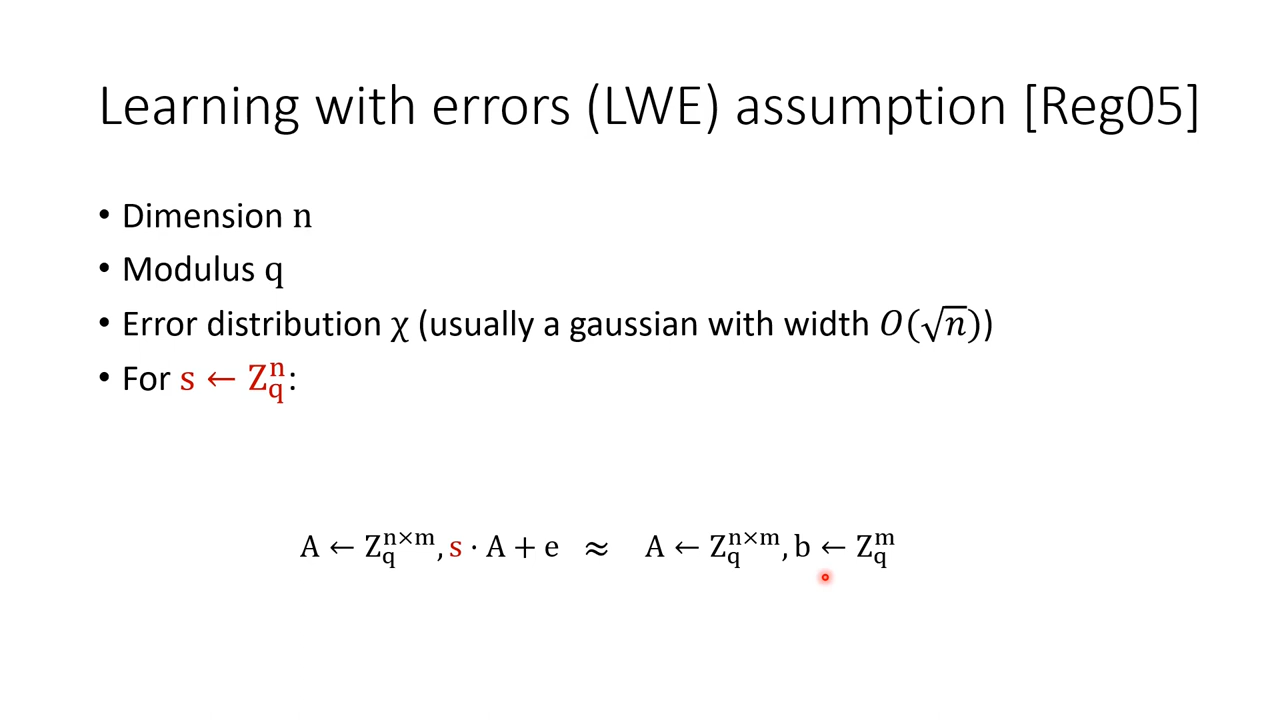 Learning with errors (LWE) assumption [Reg05]
• Dimension n
• Modulus q
• Error distribution χ (usually a gaussian with width O(√n))
• For s ← Z_q^n:
A ← Z_q^{n×m}, s · A + e ≈ A ← Z_q^{n×m}, b ← Z_q^m